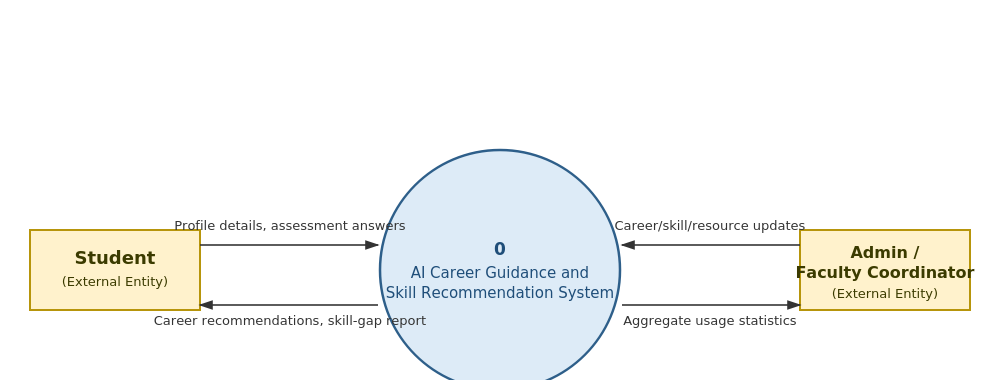 Profile details, assessment answers
Career/skill/resource updates
Student
(External Entity)
0
AI Career Guidance and
Skill Recommendation System
Admin /
Faculty Coordinator
(External Entity)
Career recommendations, skill-gap report
Aggregate usage statistics